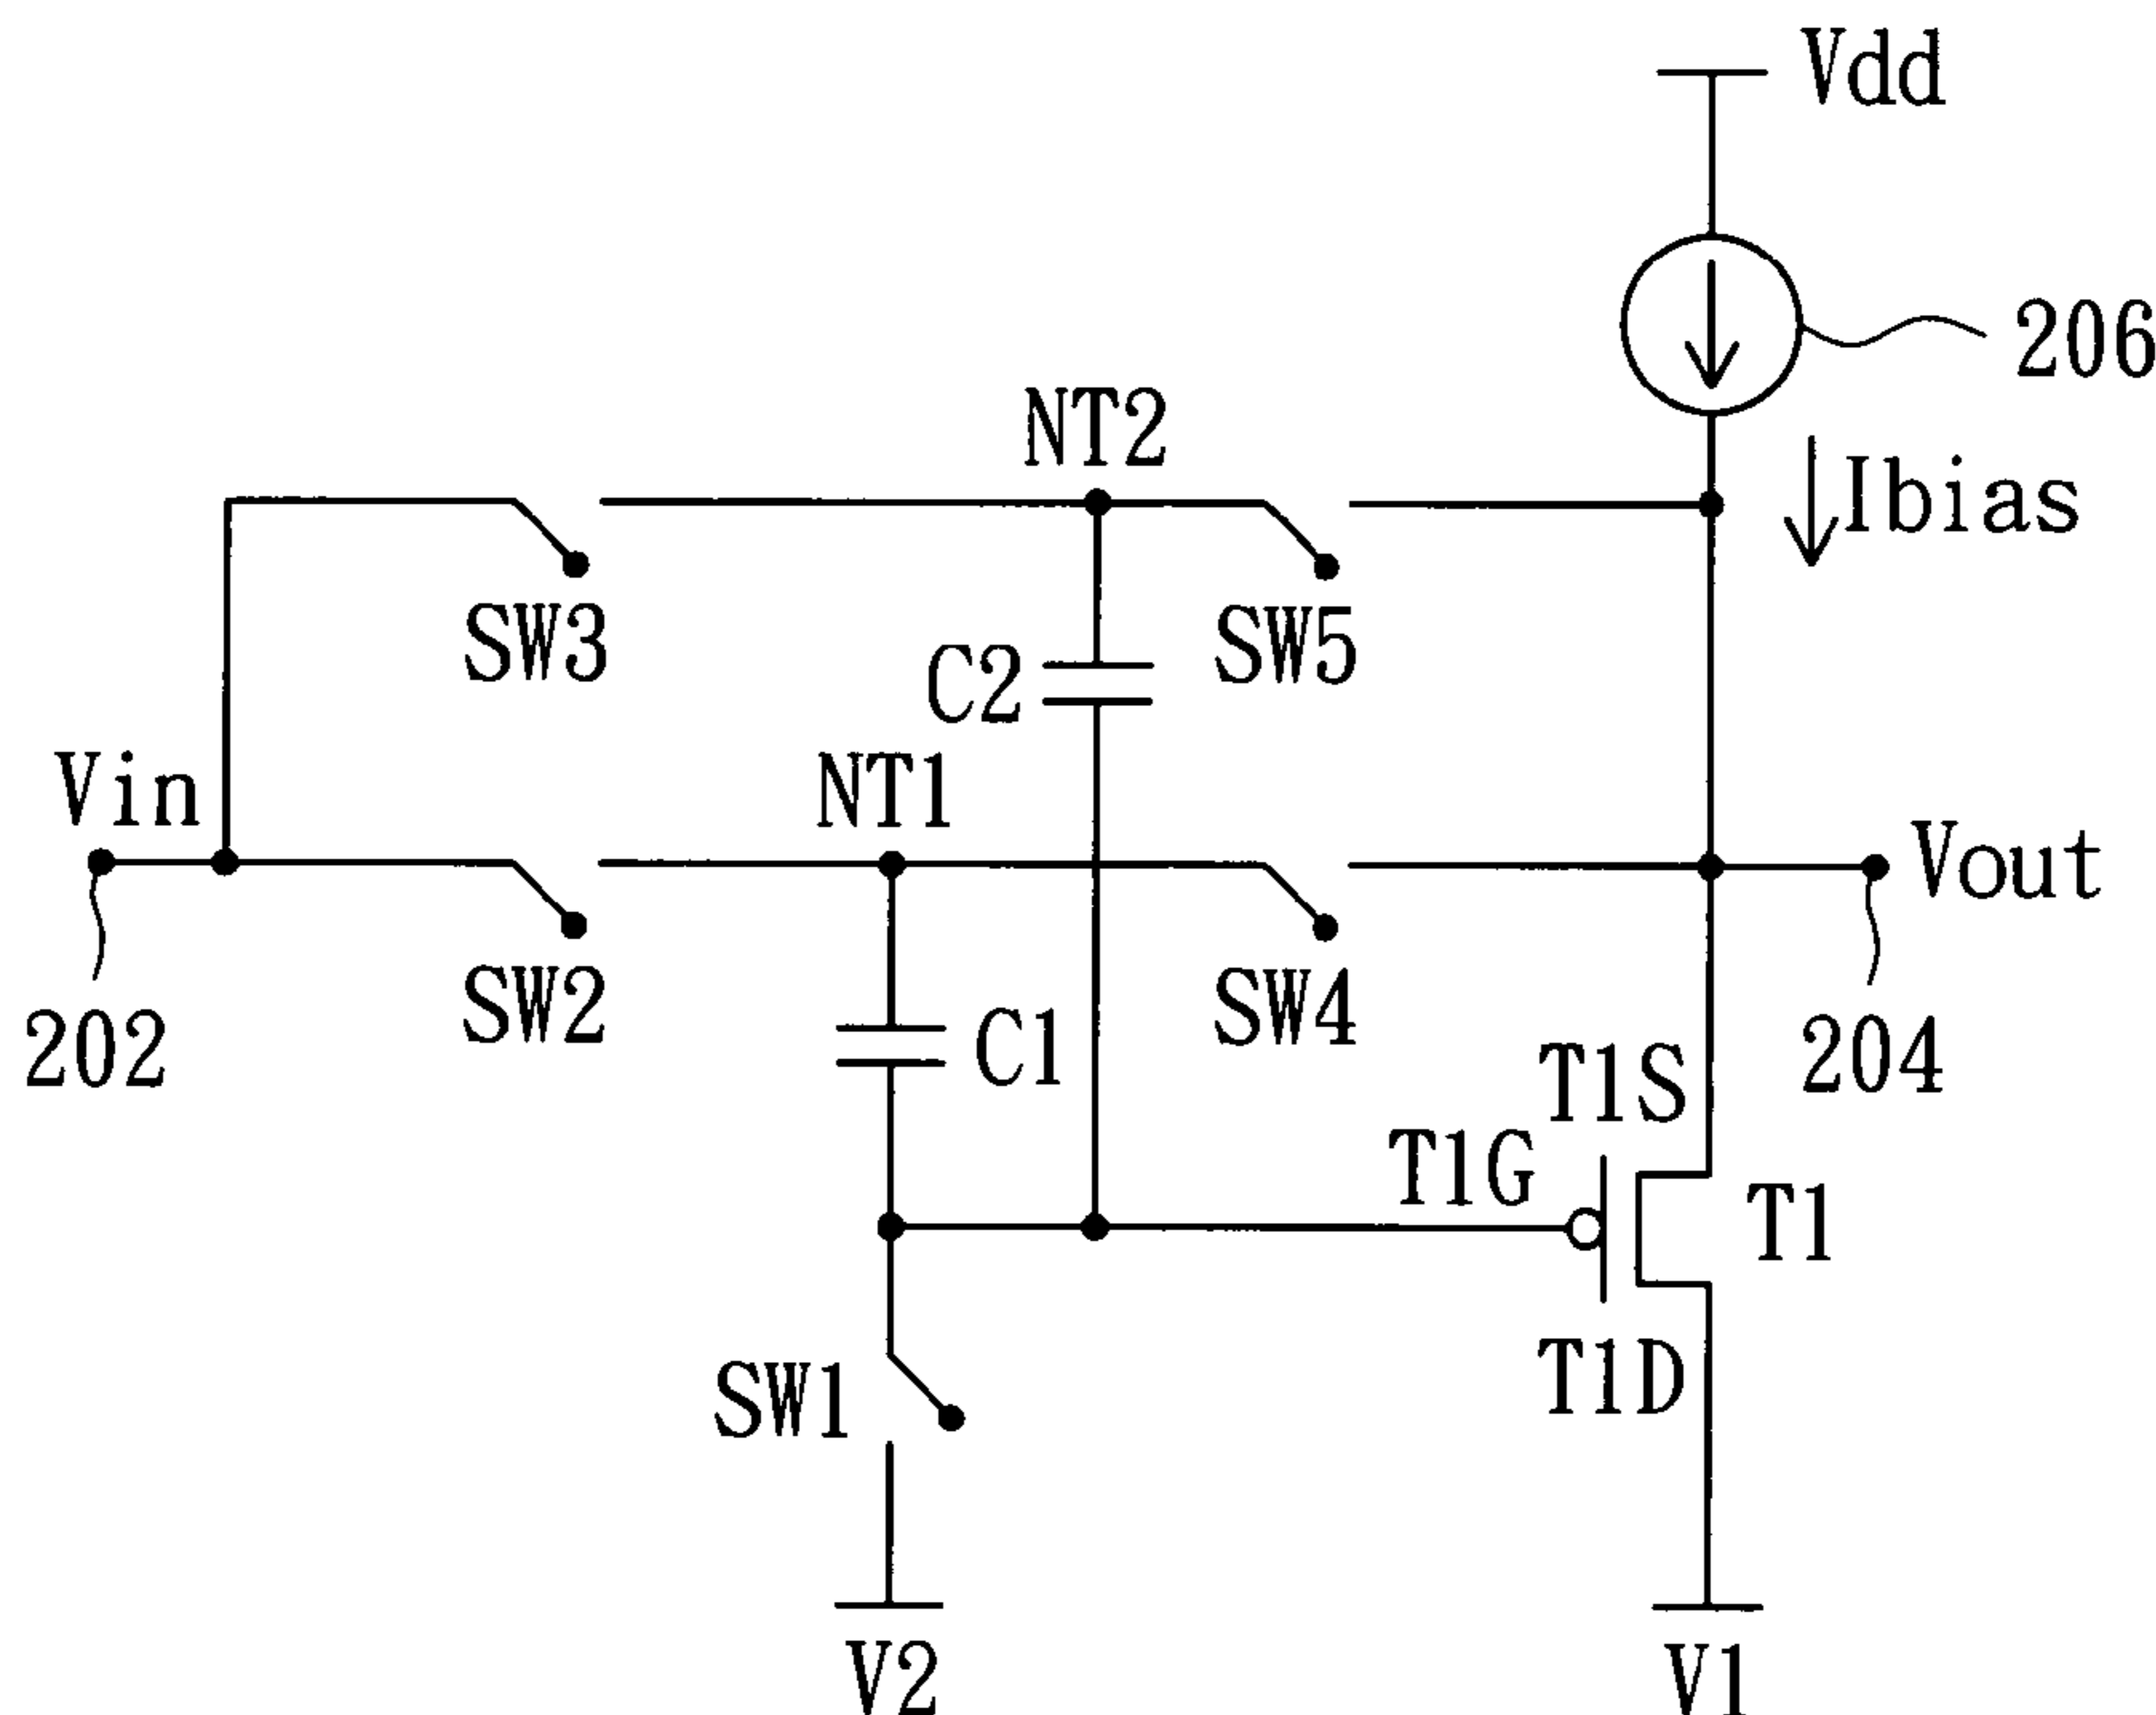 Vdd
206
NT2
Ibias
SW3
C2
SW5
Vin
NT1
Vout
SW2
C1
SW4
202
T1S
204
T1G
T1
SW1
T1D
V2
V1